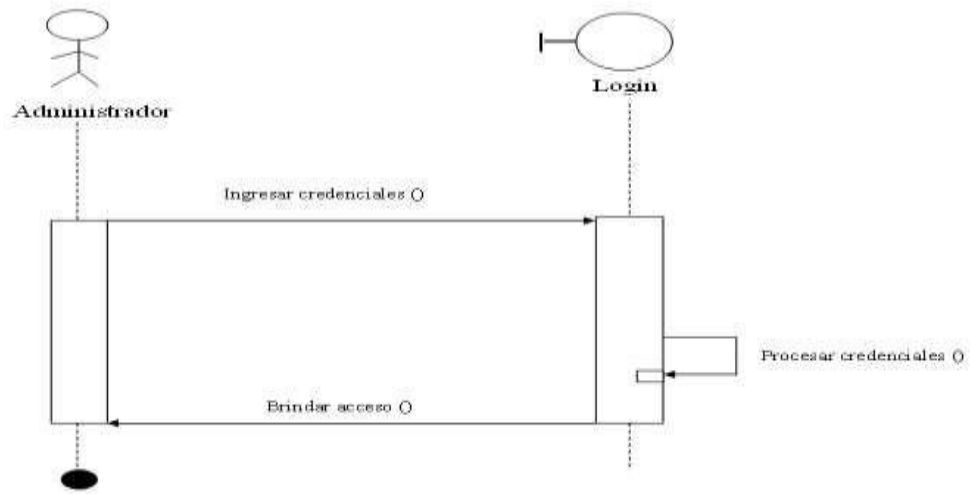 Login
Administrador
Ingresar credenciales ()
Procesar credenciales ()
Brindar acceso ()